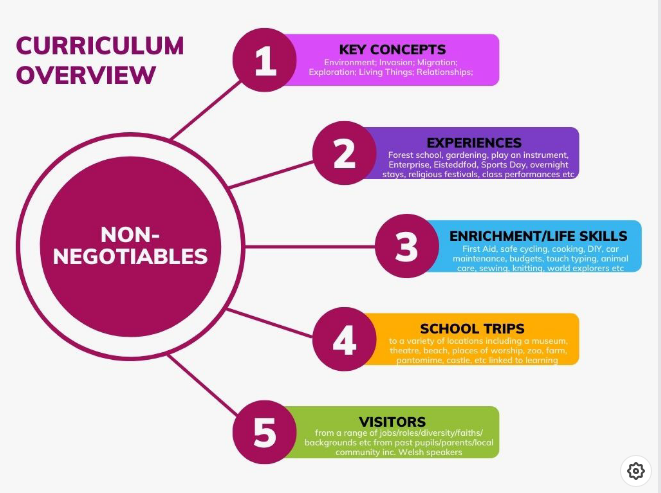 CURRICULUM
OVERVIEW
NON-
NEGOTIABLES
1
KEY CONCEPTS
Environment; Invasion; Migration;
Exploration; Living Things; Relationships;
2
EXPERIENCES
Forest school, gardening, play an instrument,
Enterprise, Eisteddfod, Sports Day, overnight
stays, religious festivals, class performances etc
3
ENRICHMENT/LIFE SKILLS
First Aid, safe cycling, cooking, DIY, car
maintenance, budgets, touch typing, animal
care, sewing, knitting, world explorers etc
4
SCHOOL TRIPS
to a variety of locations including a museum,
theatre, beach, places of worship, zoo, farm,
pantomime, castle, etc linked to learning
5
VISITORS
from a range of jobs/roles/diversity/faiths/
backgrounds etc from past pupils/parents/local
community inc. Welsh speakers